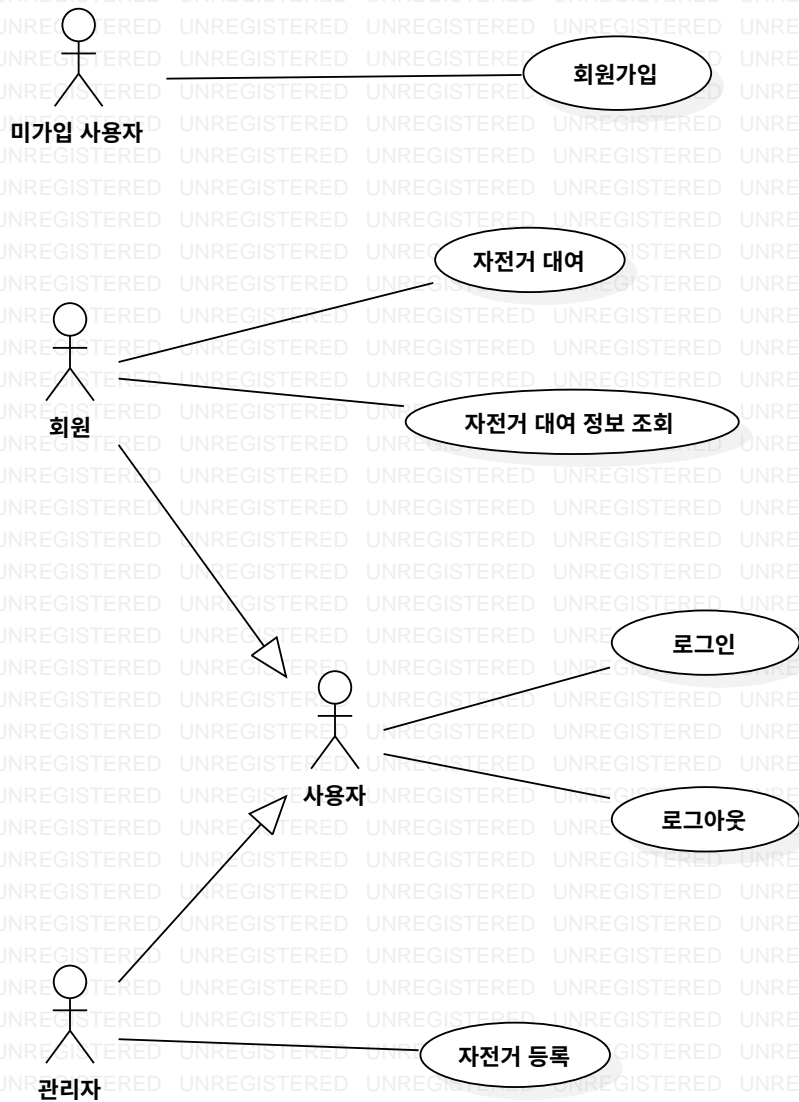 미가입 사용자
회원가입
자전거 대여
회원
자전거 대여 정보 조회
로그인
사용자
로그아웃
관리자
자전거 등록
UNREGISTERED